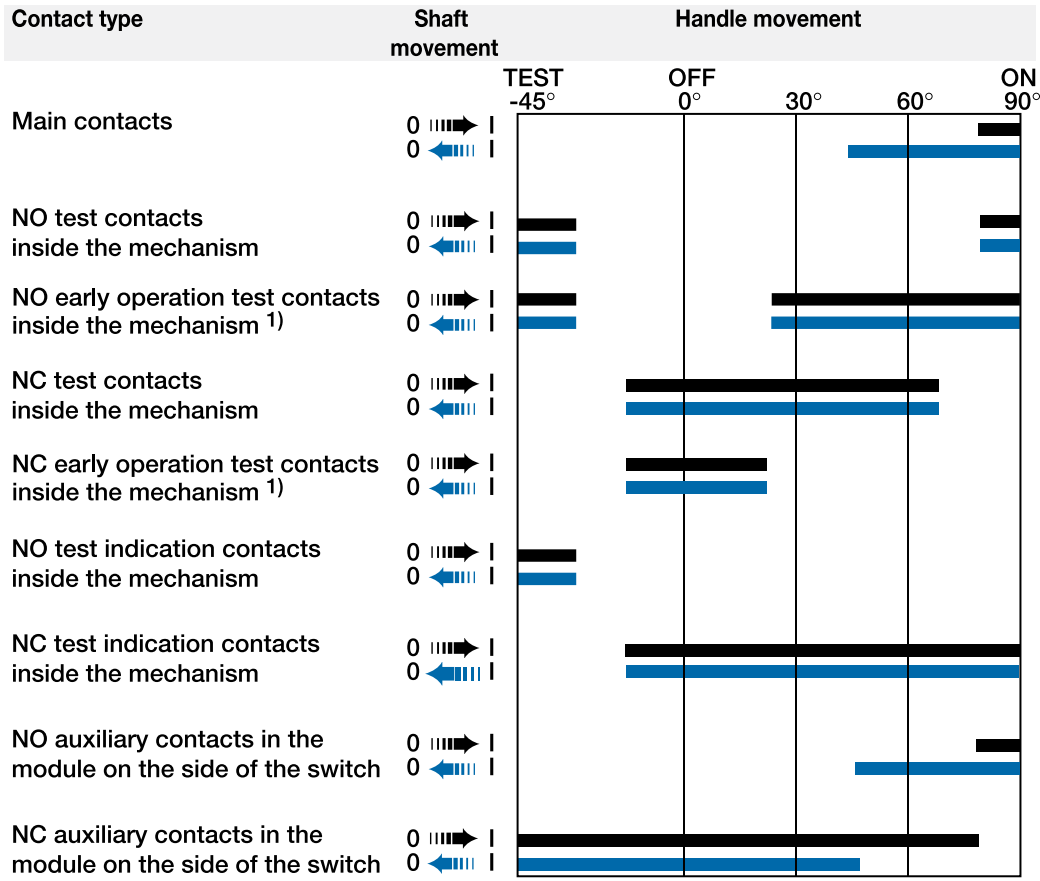 Contact type Shaft movement Handle movement
TEST OFF ON
-45° 0° 30° 60° 90°
Main contacts
0 I
0 I
NO test contacts
inside the mechanism
0 I
0 I
NO early operation test contacts
inside the mechanism 1)
0 I
0 I
NC test contacts
inside the mechanism
0 I
0 I
NC early operation test contacts
inside the mechanism 1)
0 I
0 I
NO test indication contacts
inside the mechanism
0 I
0 I
NC test indication contacts
inside the mechanism
0 I
0 I
NO auxiliary contacts in the
module on the side of the switch
0 I
0 I
NC auxiliary contacts in the
module on the side of the switch
0 I
0 I